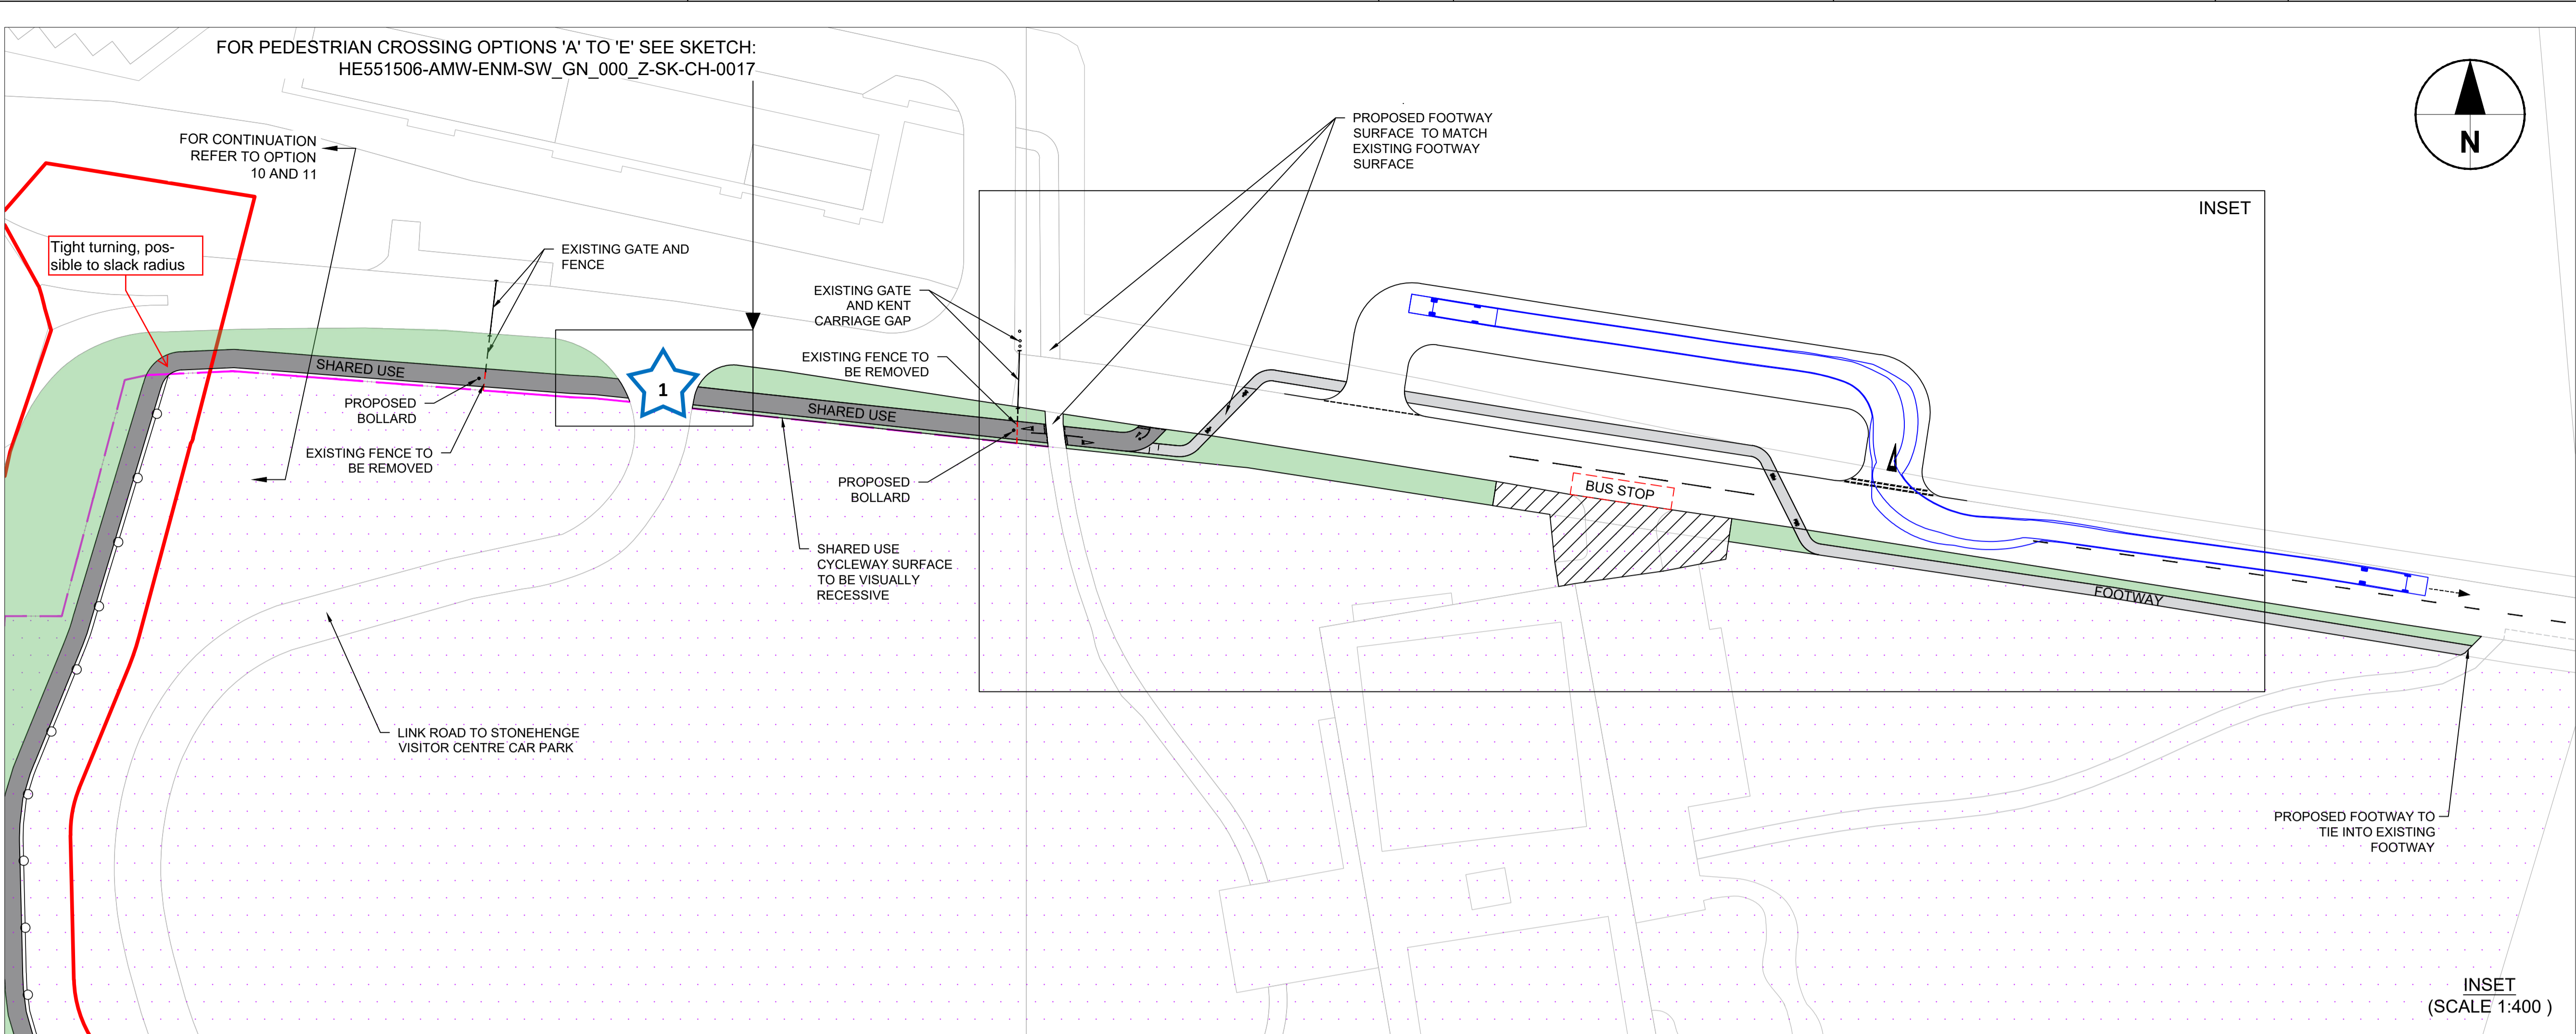 FOR PEDESTRIAN CROSSING OPTIONS 'A' TO 'E' SEE SKETCH:
HE551506-AMW-ENM-SW_GN_000_Z-SK-CH-0017
FOR CONTINUATION
REFER TO OPTION
10 AND 11
PROPOSED FOOTWAY
SURFACE TO MATCH
EXISTING FOOTWAY
SURFACE
N
INSET
Tight turning, pos-
sible to slack radius
EXISTING GATE AND
FENCE
EXISTING GATE
AND KENT
CARRIAGE GAP
EXISTING FENCE TO
BE REMOVED
SHARED USE
1
SHARED USE
PROPOSED
BOLLARD
EXISTING FENCE TO
BE REMOVED
PROPOSED
BOLLARD
BUS STOP
SHARED USE
CYCLEWAY SURFACE
TO BE VISUALLY
RECESSIVE
FOOTWAY
LINK ROAD TO STONEHENGE
VISITOR CENTRE CAR PARK
PROPOSED FOOTWAY TO
TIE INTO EXISTING
FOOTWAY
INSET
(SCALE 1:400 )